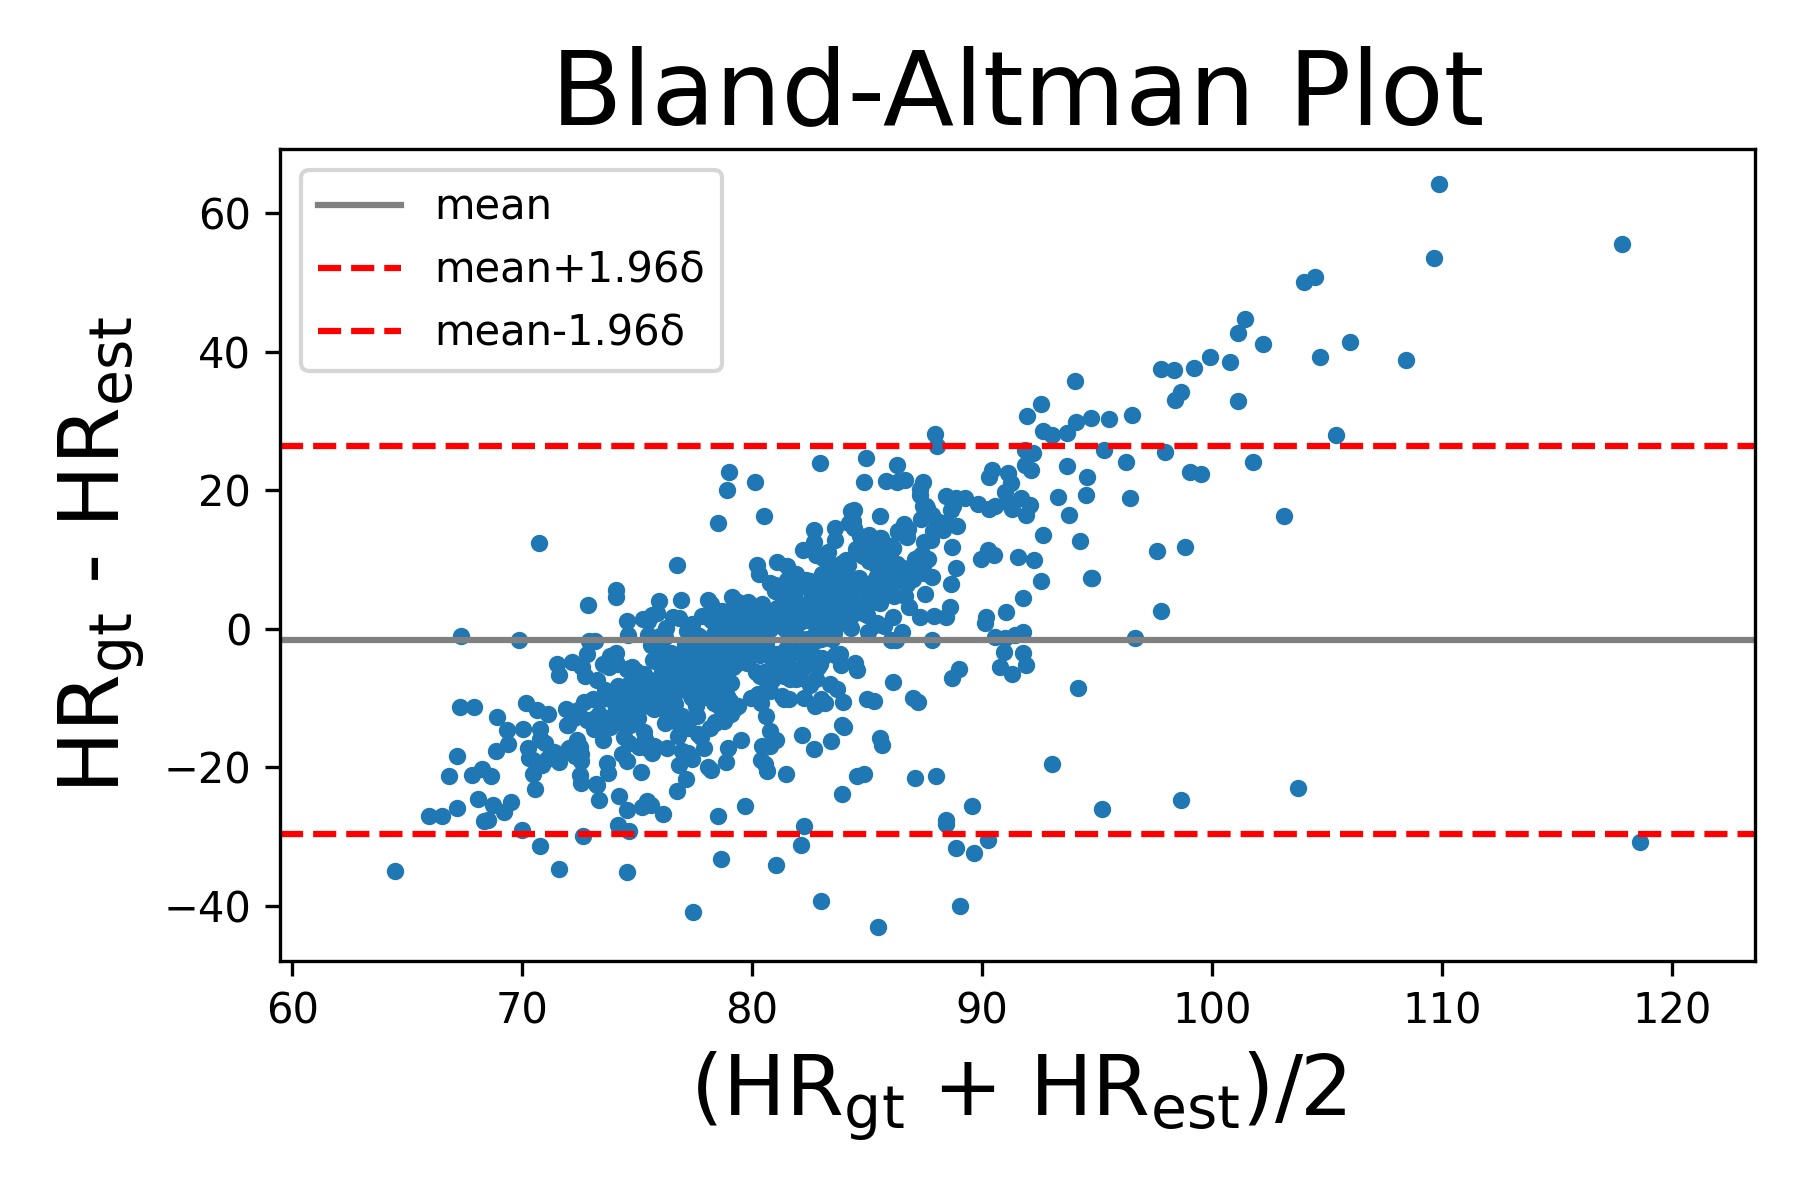 Bland-Altman Plot
mean
mean+1.96δ
mean-1.96δ
HRgt - HRest
60
40
20
0
−20
−40
60 70 80 90 100 110 120
(HRgt + HRest)/2